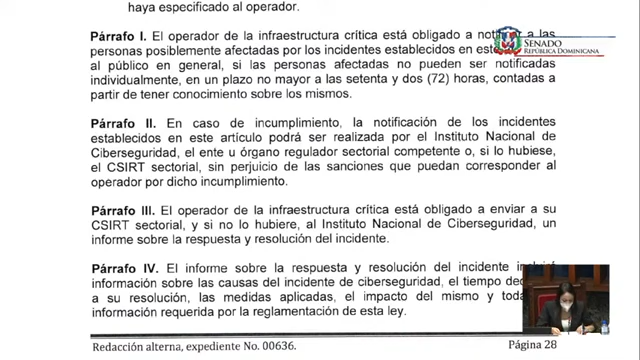 haya especificado al operador.
Párrafo I. El operador de la infraestructura crítica está obligado a notificar a las
personas posiblemente afectadas por los incidentes establecidos en este
al público en general, si las personas afectadas no pueden ser notificadas
individualmente, en un plazo no mayor a las setenta y dos (72) horas, contadas a
partir de tener conocimiento sobre los mismos.
Párrafo II. En caso de incumplimiento, la notificación de los incidentes
establecidos en este artículo podrá ser realizada por el Instituto Nacional de
Ciberseguridad, el ente u órgano regulador sectorial competente o, si lo hubiese,
el CSIRT sectorial, sin perjuicio de las sanciones que puedan corresponder al
operador por dicho incumplimiento.
Párrafo III. El operador de la infraestructura crítica está obligado a enviar a su
CSIRT sectorial, y si no lo hubiere, al Instituto Nacional de Ciberseguridad, un
informe sobre la respuesta y resolución del incidente.
Párrafo IV. El informe sobre la respuesta y resolución del incidente incluirá
información sobre las causas del incidente de ciberseguridad, el tiempo
a su resolución, las medidas aplicadas, el impacto del mismo y toda
información requerida por la reglamentación de esta ley.
Redacción alterna, expediente No. 00636.
Página 28
SENADO
REPÚBLICA DOMINICANA